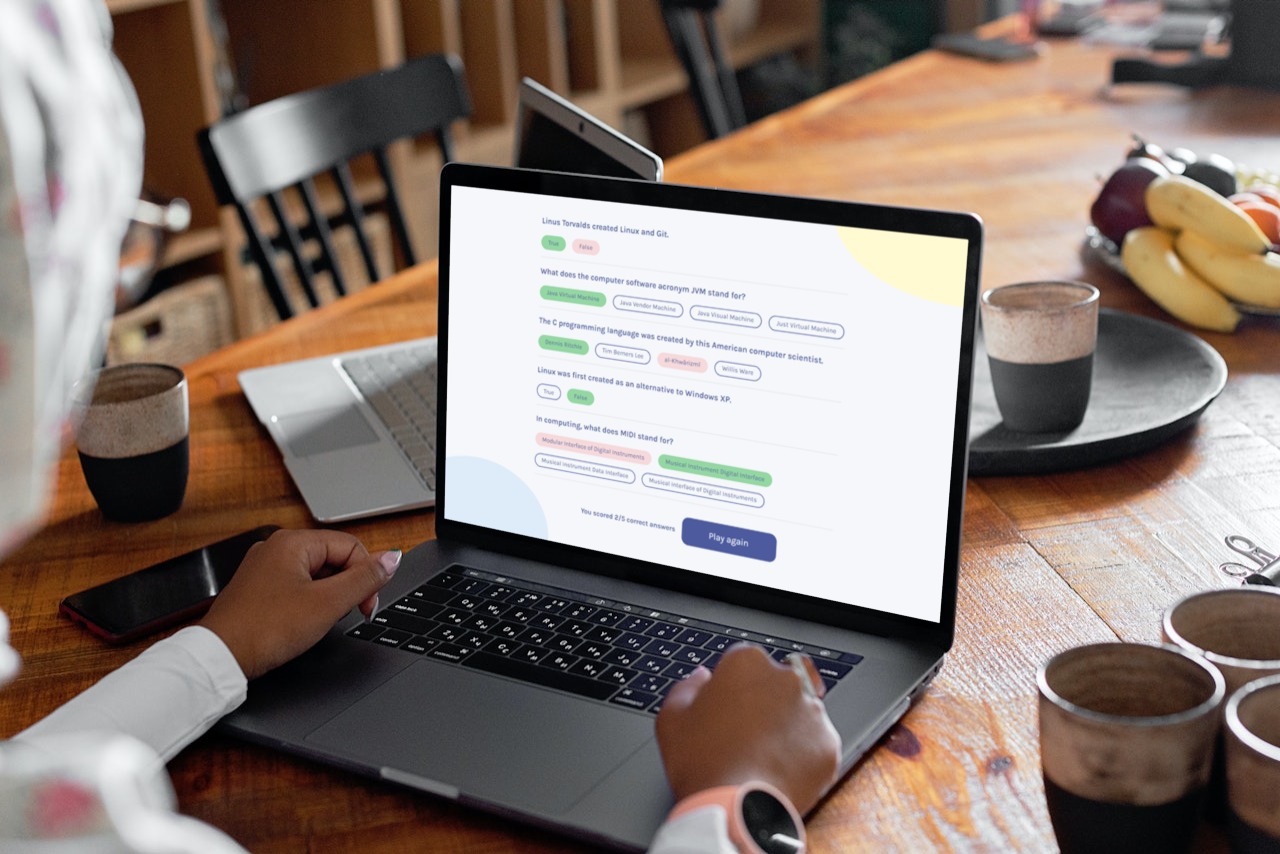 Linus Torvalds created Linux and Git.
True False
What does the computer software acronym JVM stand for?
Java Virtual Machine Java Vendor Machine Java Visual Machine Just Virtual Machine
The C programming language was created by this American computer scientist.
Dennis Ritchie Tim Berners Lee al-Khwārizmī Willis Ware
Linux was first created as an alternative to Windows XP.
True False
In computing, what does MIDI stand for?
Modular Interface of Digital Instruments Musical Instrument Digital Interface
Musical Instrument Data Interface Musical Interface of Digital Instruments
You scored 2/5 correct answers Play again